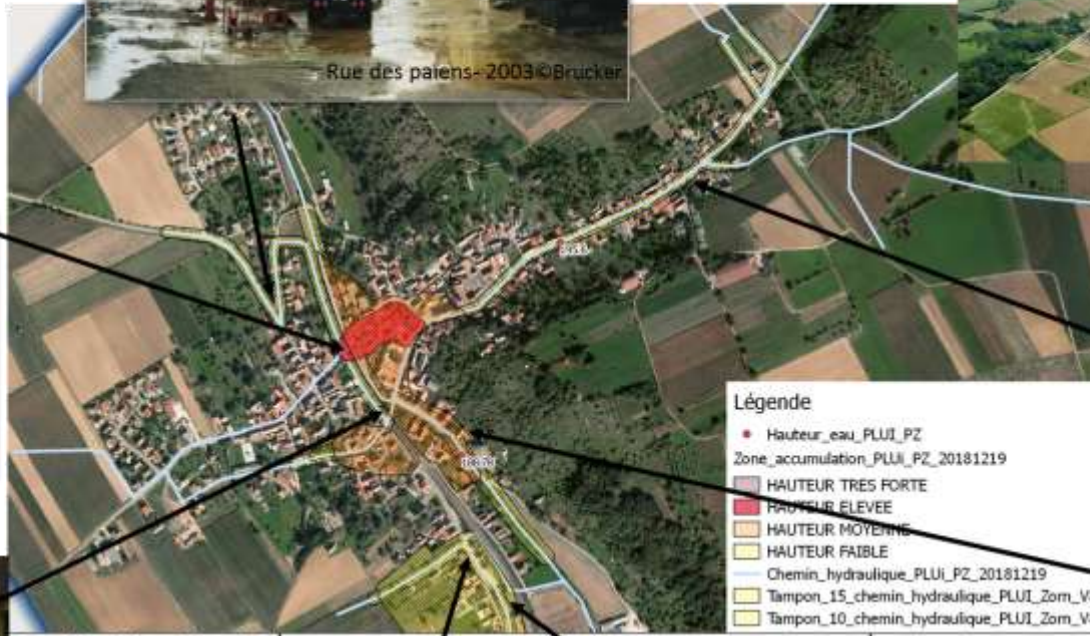 Rue des paiens- 2003©Brucker
Légende
Hauteur_eau_PLUI_PZ
Zone_accumulation_PLUi_PZ_20181219
HAUTEUR TRES FORTE
HAUTEUR ELEVEE
HAUTEUR MOYENNE
HAUTEUR FAIBLE
Chemin_hydraulique_PLUi_PZ_20181219
Tampon_15_chemin_hydraulique_PLUI_Zorn_V
Tampon_10_chemin_hydraulique_PLUI_Zorn_V